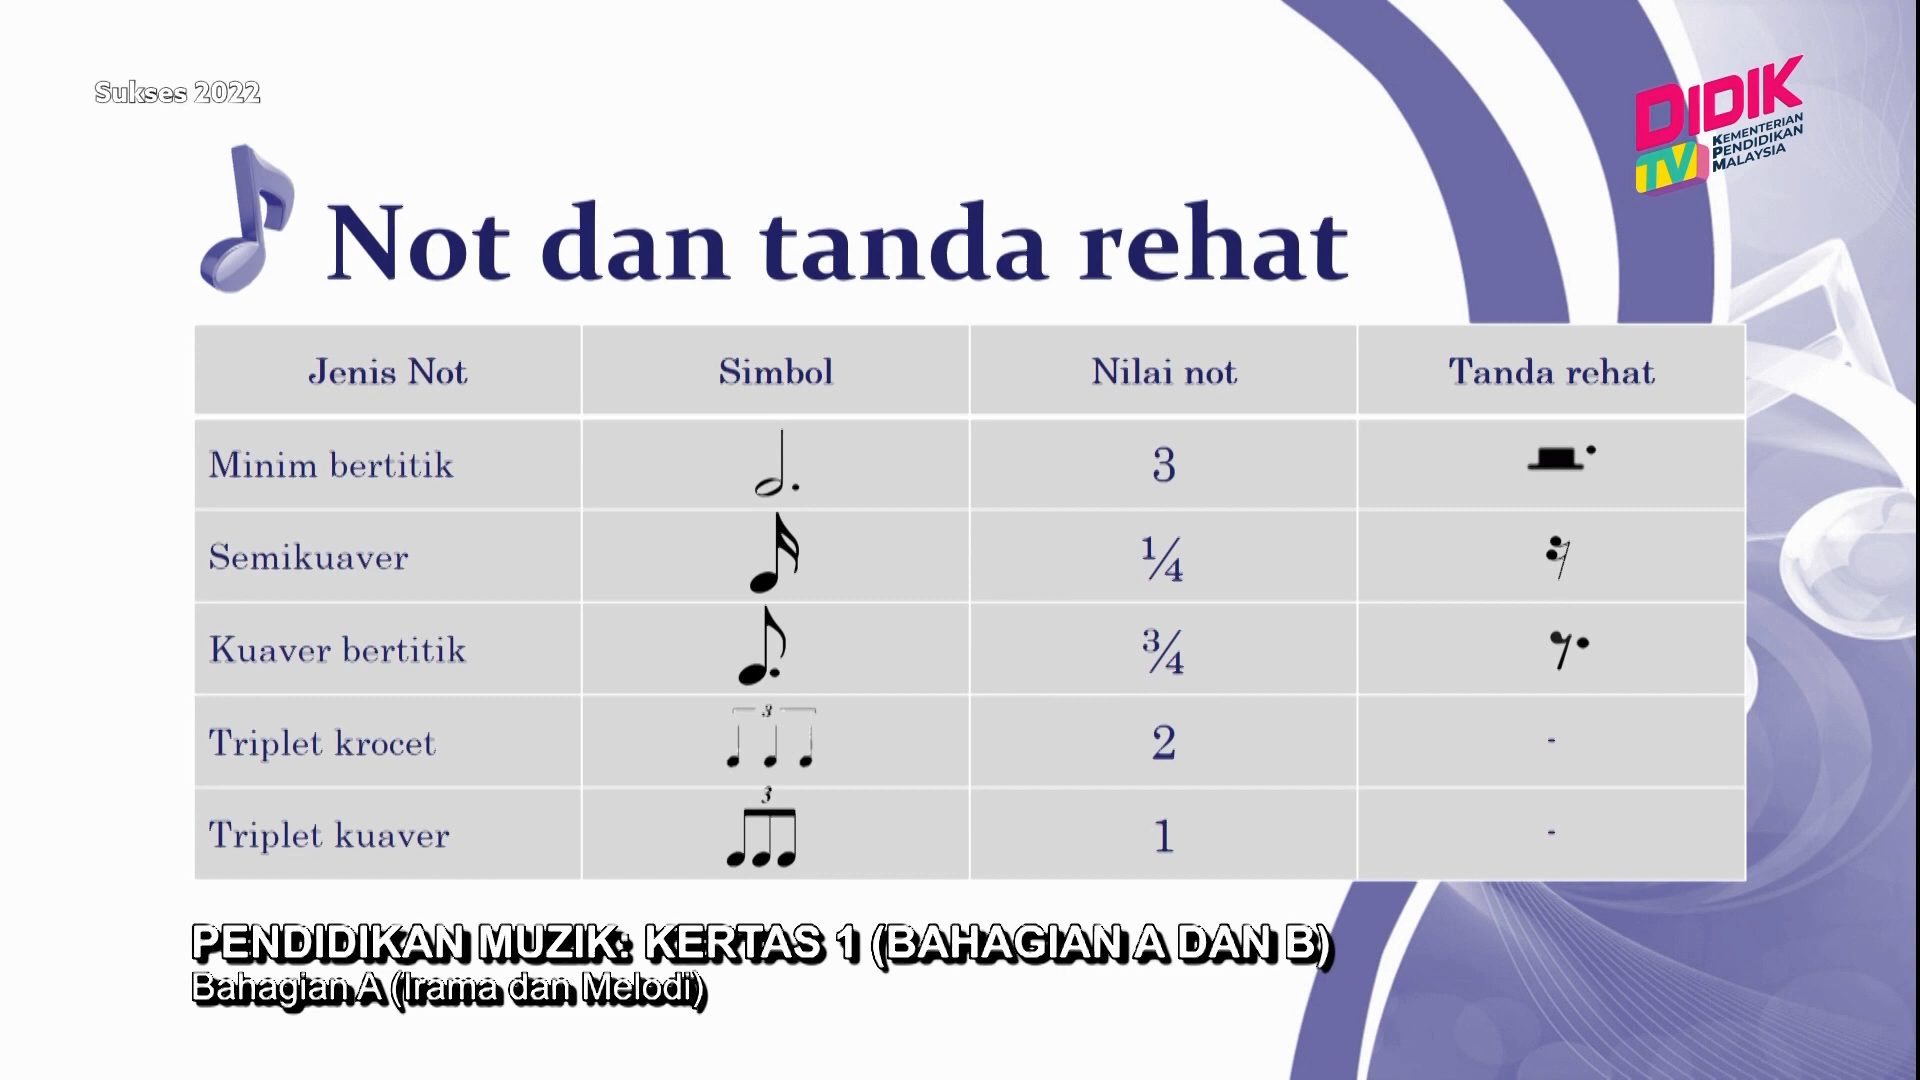 Sukses 2022
DIDIK
TV
KEMENTERIAN
PENDIDIKAN
MALAYSIA
Not dan tanda rehat
Jenis Not Simbol Nilai not Tanda rehat
Minim bertitik 3
Semikuaver ¼
Kuaver bertitik ¾
Triplet krocet 3 2 -
Triplet kuaver 3 1 -
PENDIDIKAN MUZIK: KERTAS 1 (BAHAGIAN A DAN B)
Bahagian A (Irama dan Melodi)